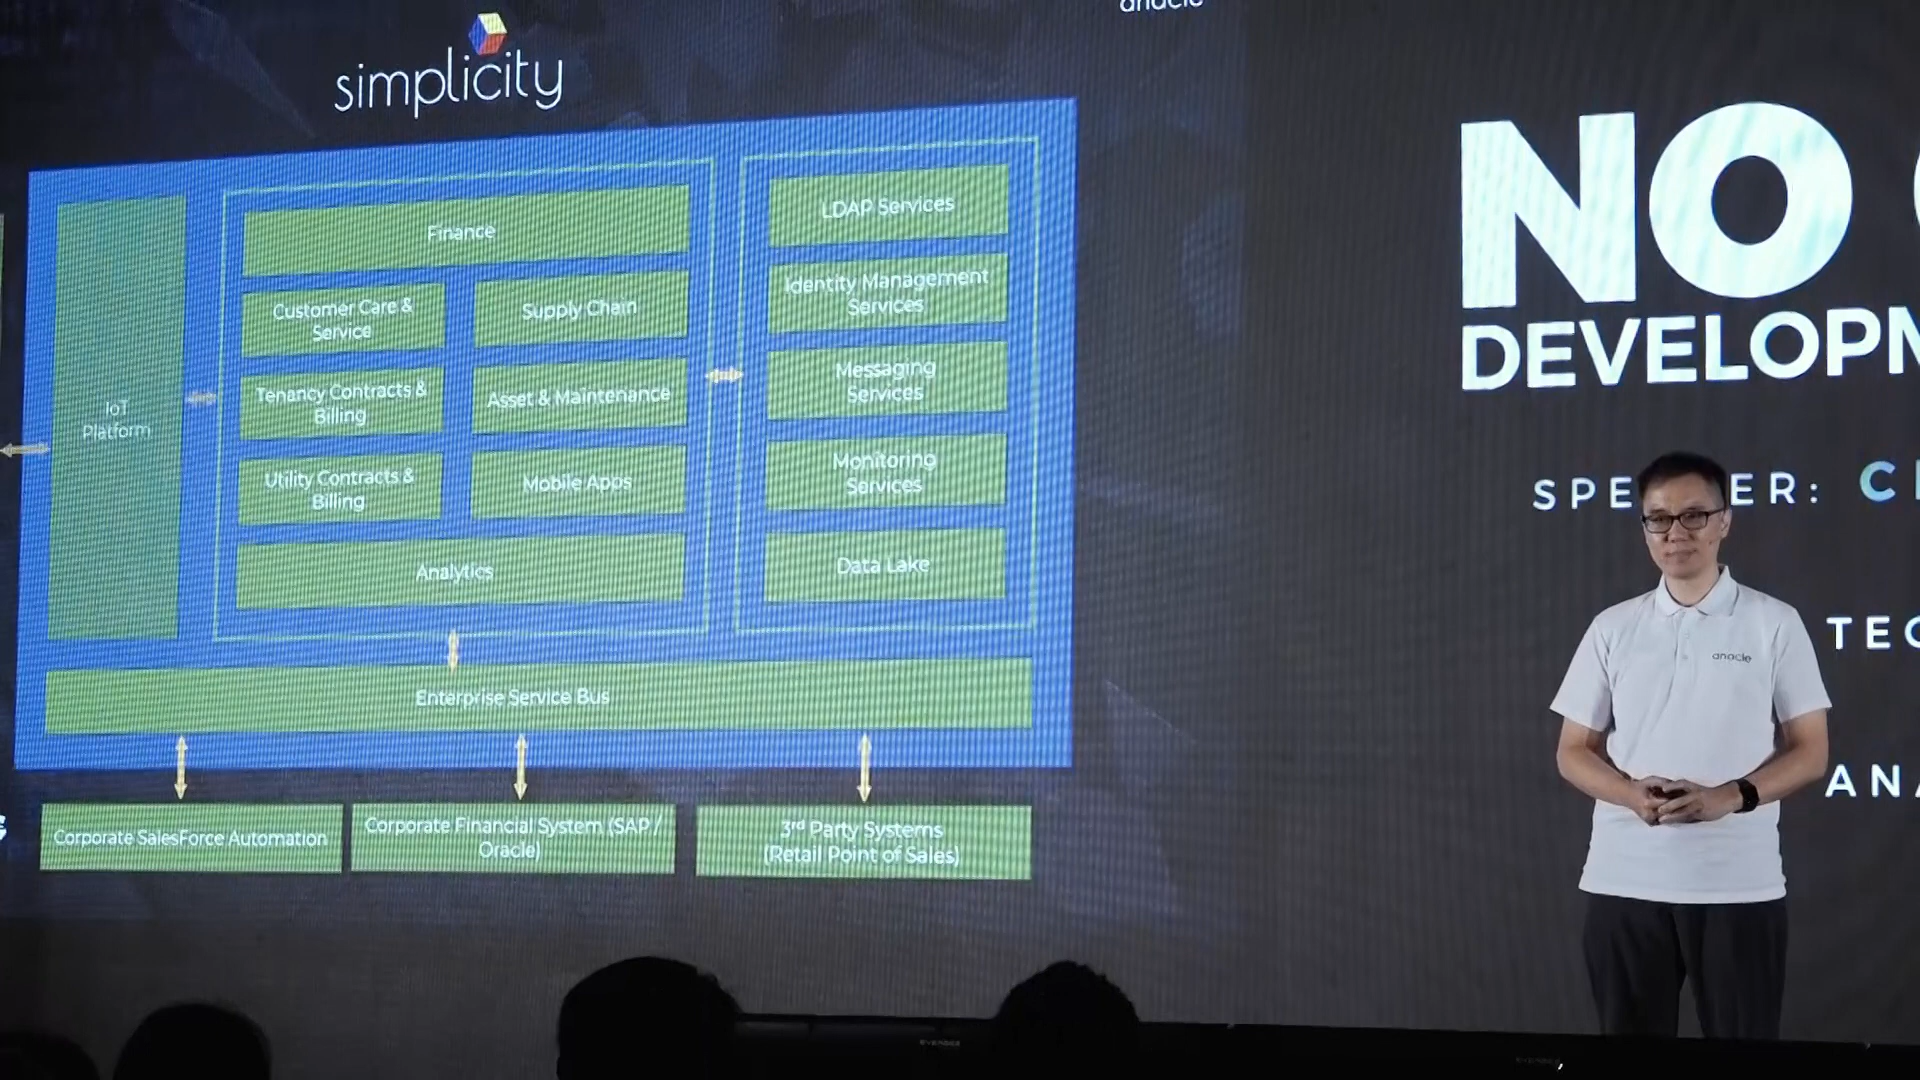 anacle
simplicity
IoT
Platform
Finance
Customer Care &
Service
Supply Chain
Tenancy Contracts &
Billing
Asset & Maintenance
Utility Contracts &
Billing
Mobile Apps
Analytics
LDAP Services
Identity Management
Services
Messaging
Services
Monitoring
Services
Data Lake
Enterprise Service Bus
Corporate SalesForce Automation
Corporate Financial System (SAP /
Oracle)
3rd Party Systems
(Retail Point of Sales)
NO
DEVELOPM
SPE ER: C
TEC
ANA
anacle